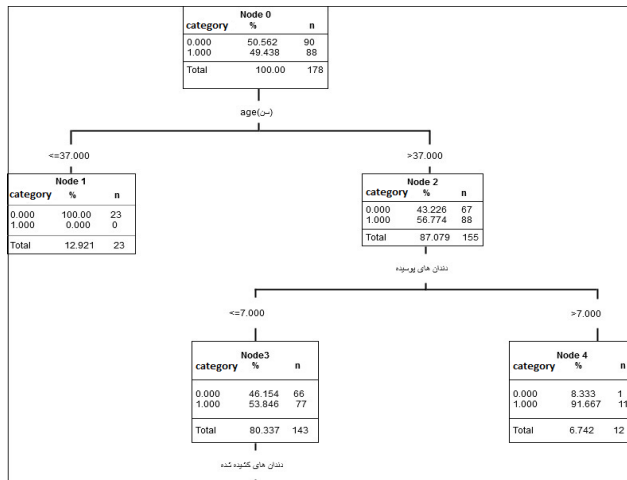 Node 0
category % n
0.000 50.562 90
1.000 49.438 88
Total 100.00 178
age(سن)
<=37.000
>37.000
Node 1
category % n
0.000 100.00 23
1.000 0.000 0
Total 12.921 23
Node 2
category % n
0.000 43.226 67
1.000 56.774 88
Total 87.079 155
دندان های پوسیده
<=7.000
>7.000
Node3
category % n
0.000 46.154 66
1.000 53.846 77
Total 80.337 143
Node 4
category % n
0.000 8.333 1
1.000 91.667 11
Total 6.742 12
دندان های کشیده شده